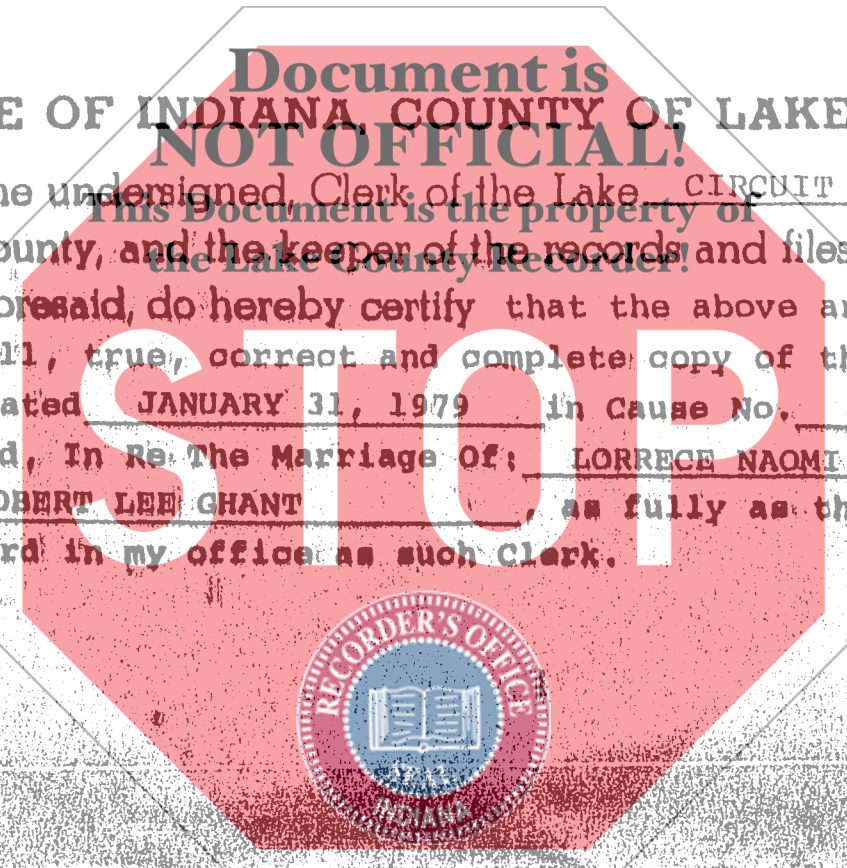 Document is
E OF INDIANA, COUNTY OF LAKE
NOT OFFICIAL!
he undersigned, Clerk of the Lake CIRCUIT
This Document is the property of
ounty, and the keeper of the records and files
the Lake County Recorder!
oresaid, do hereby certify that the above an
ll, true, correct and complete copy of th
ated JANUARY 31, 1979 in Cause No.
d, In Re The Marriage Of: LORRECE NAOMI
OBERT LEE GHANT, as fully as th
rd in my office as such Clerk.
STOP
RECORDER'S OFFICE
INDIANA